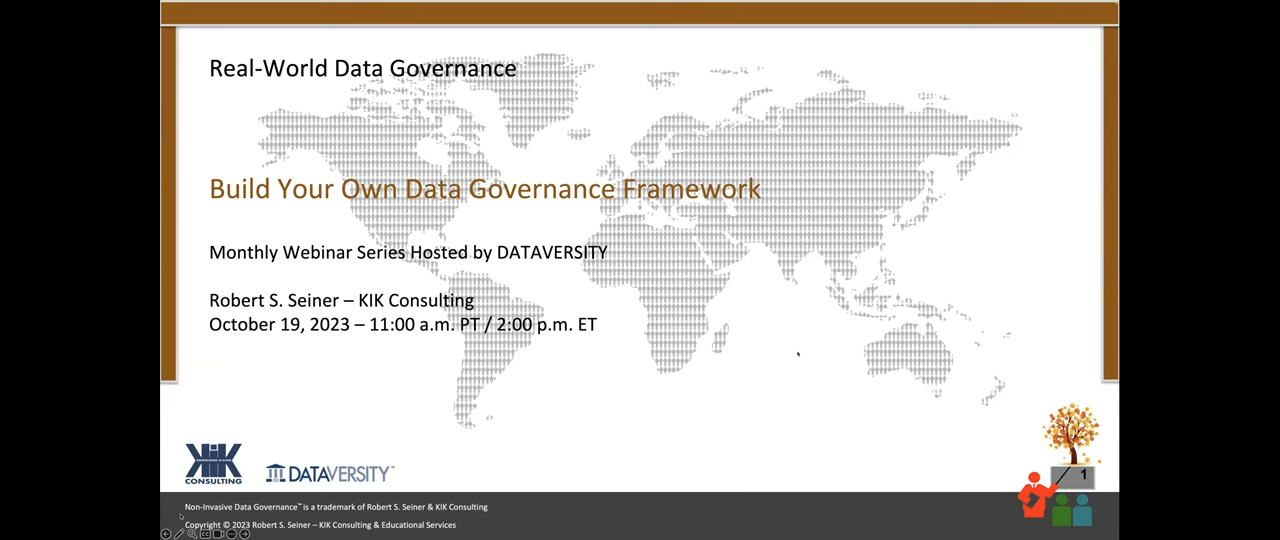 Real-World Data Governance
Build Your Own Data Governance Framework
Monthly Webinar Series Hosted by DATAVERSITY
Robert S. Seiner – KIK Consulting
October 19, 2023 – 11:00 a.m. PT / 2:00 p.m. ET
KIK
CONSULTING
DATAVERSITY™
1
Non-Invasive Data Governance™ is a trademark of Robert S. Seiner & KIK Consulting
Copyright © 2023 Robert S. Seiner – KIK Consulting & Educational Services